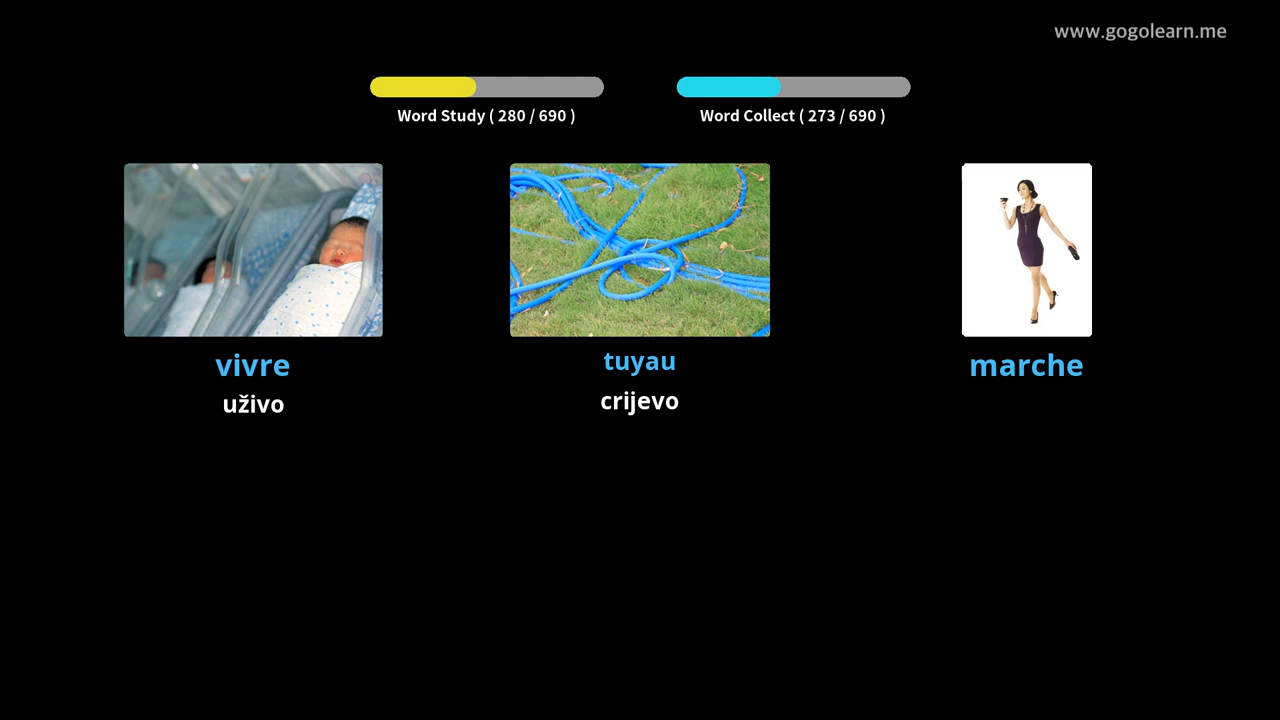 www.gogolearn.me
Word Study ( 280 / 690 )
Word Collect ( 273 / 690 )
vivre
uživo
tuyau
crijevo
marche